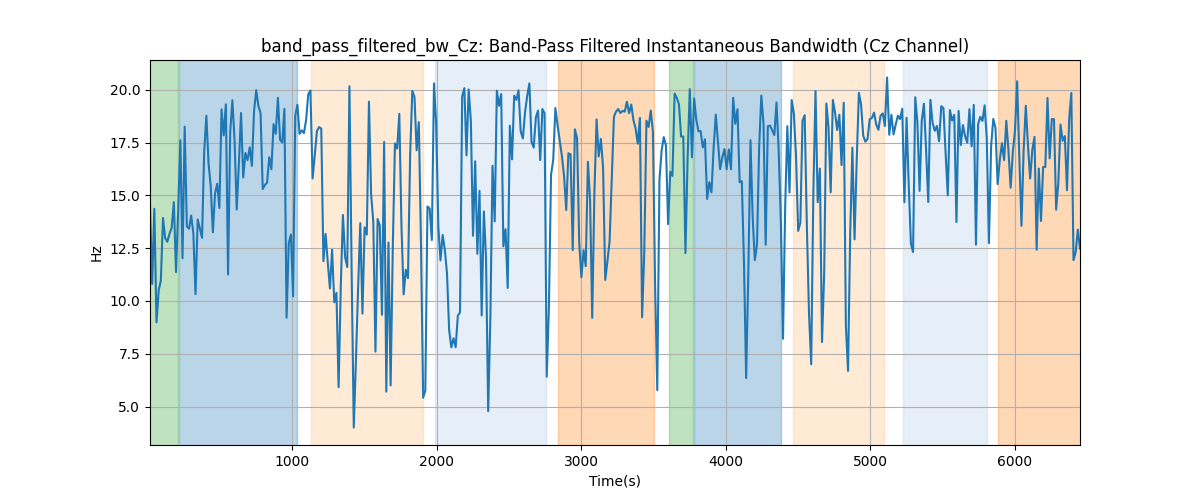 band_pass_filtered_bw_Cz: Band-Pass Filtered Instantaneous Bandwidth (Cz Channel)
20.0
17.5
15.0
12.5
10.0
7.5
5.0
Hz
1000 2000 3000 4000 5000 6000
Time(s)